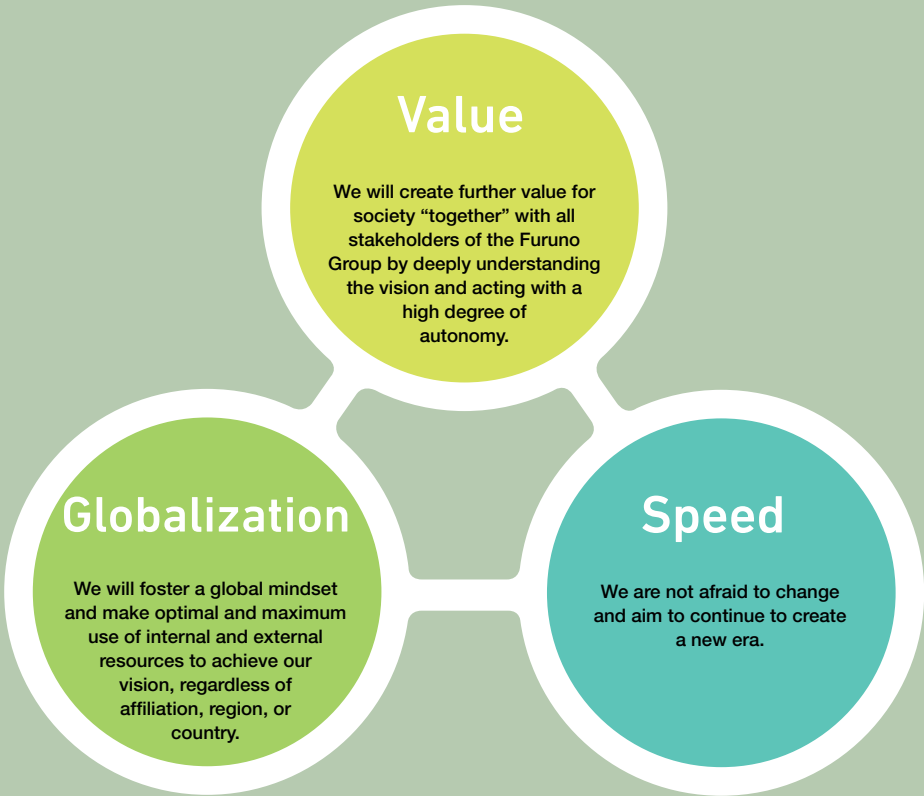 Value
We will create further value for
society “together” with all
stakeholders of the Furuno
Group by deeply understanding
the vision and acting with a
high degree of
autonomy.
Globalization
We will foster a global mindset
and make optimal and maximum
use of internal and external
resources to achieve our
vision, regardless of
affiliation, region, or
country.
Speed
We are not afraid to change
and aim to continue to create
a new era.